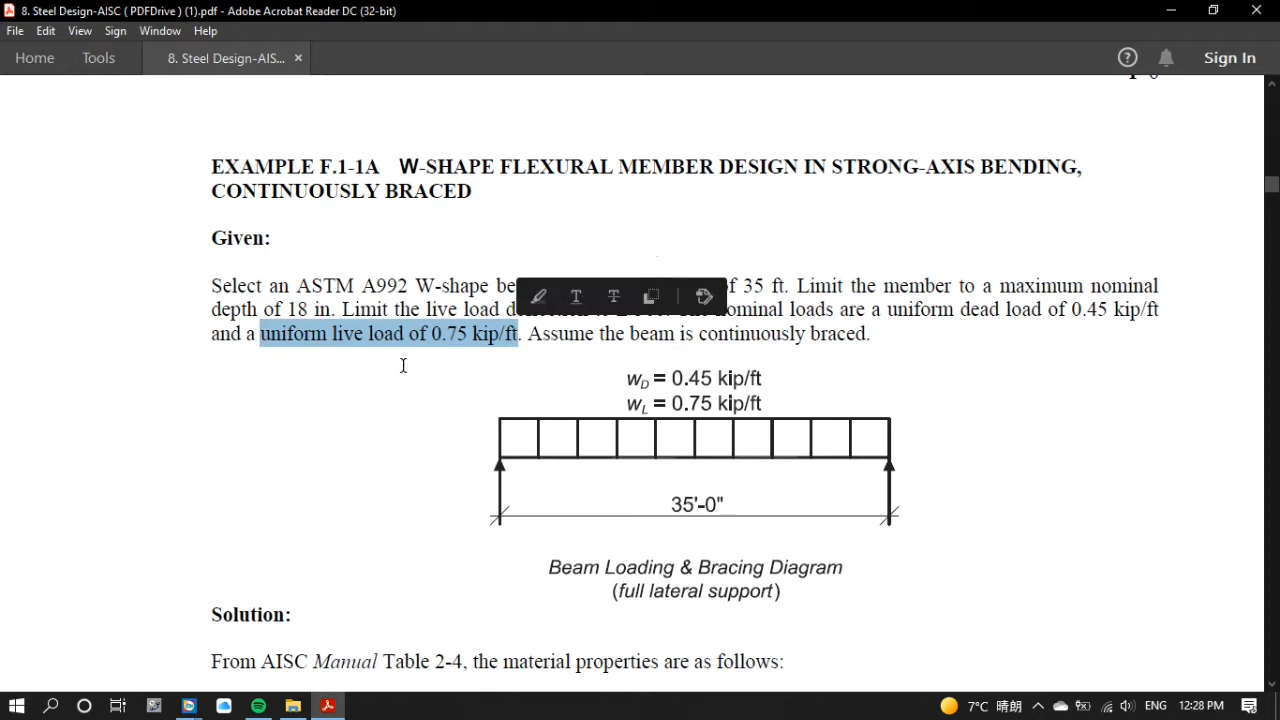 8. Steel Design-AISC ( PDFDrive ) (1).pdf - Adobe Acrobat Reader DC (32-bit)
File Edit View Sign Window Help
Home Tools 8. Steel Design-AIS... × Sign In
EXAMPLE F.1-1A W-SHAPE FLEXURAL MEMBER DESIGN IN STRONG-AXIS BENDING,
CONTINUOUSLY BRACED
Given:
Select an ASTM A992 W-shape be of 35 ft. Limit the member to a maximum nominal
depth of 18 in. Limit the live load nominal loads are a uniform dead load of 0.45 kip/ft
and a uniform live load of 0.75 kip/ft. Assume the beam is continuously braced.
wD = 0.45 kip/ft
wL = 0.75 kip/ft
35'-0"
Beam Loading & Bracing Diagram
(full lateral support)
Solution:
From AISC Manual Table 2-4, the material properties are as follows:
7°C 晴朗 ENG 12:28 PM